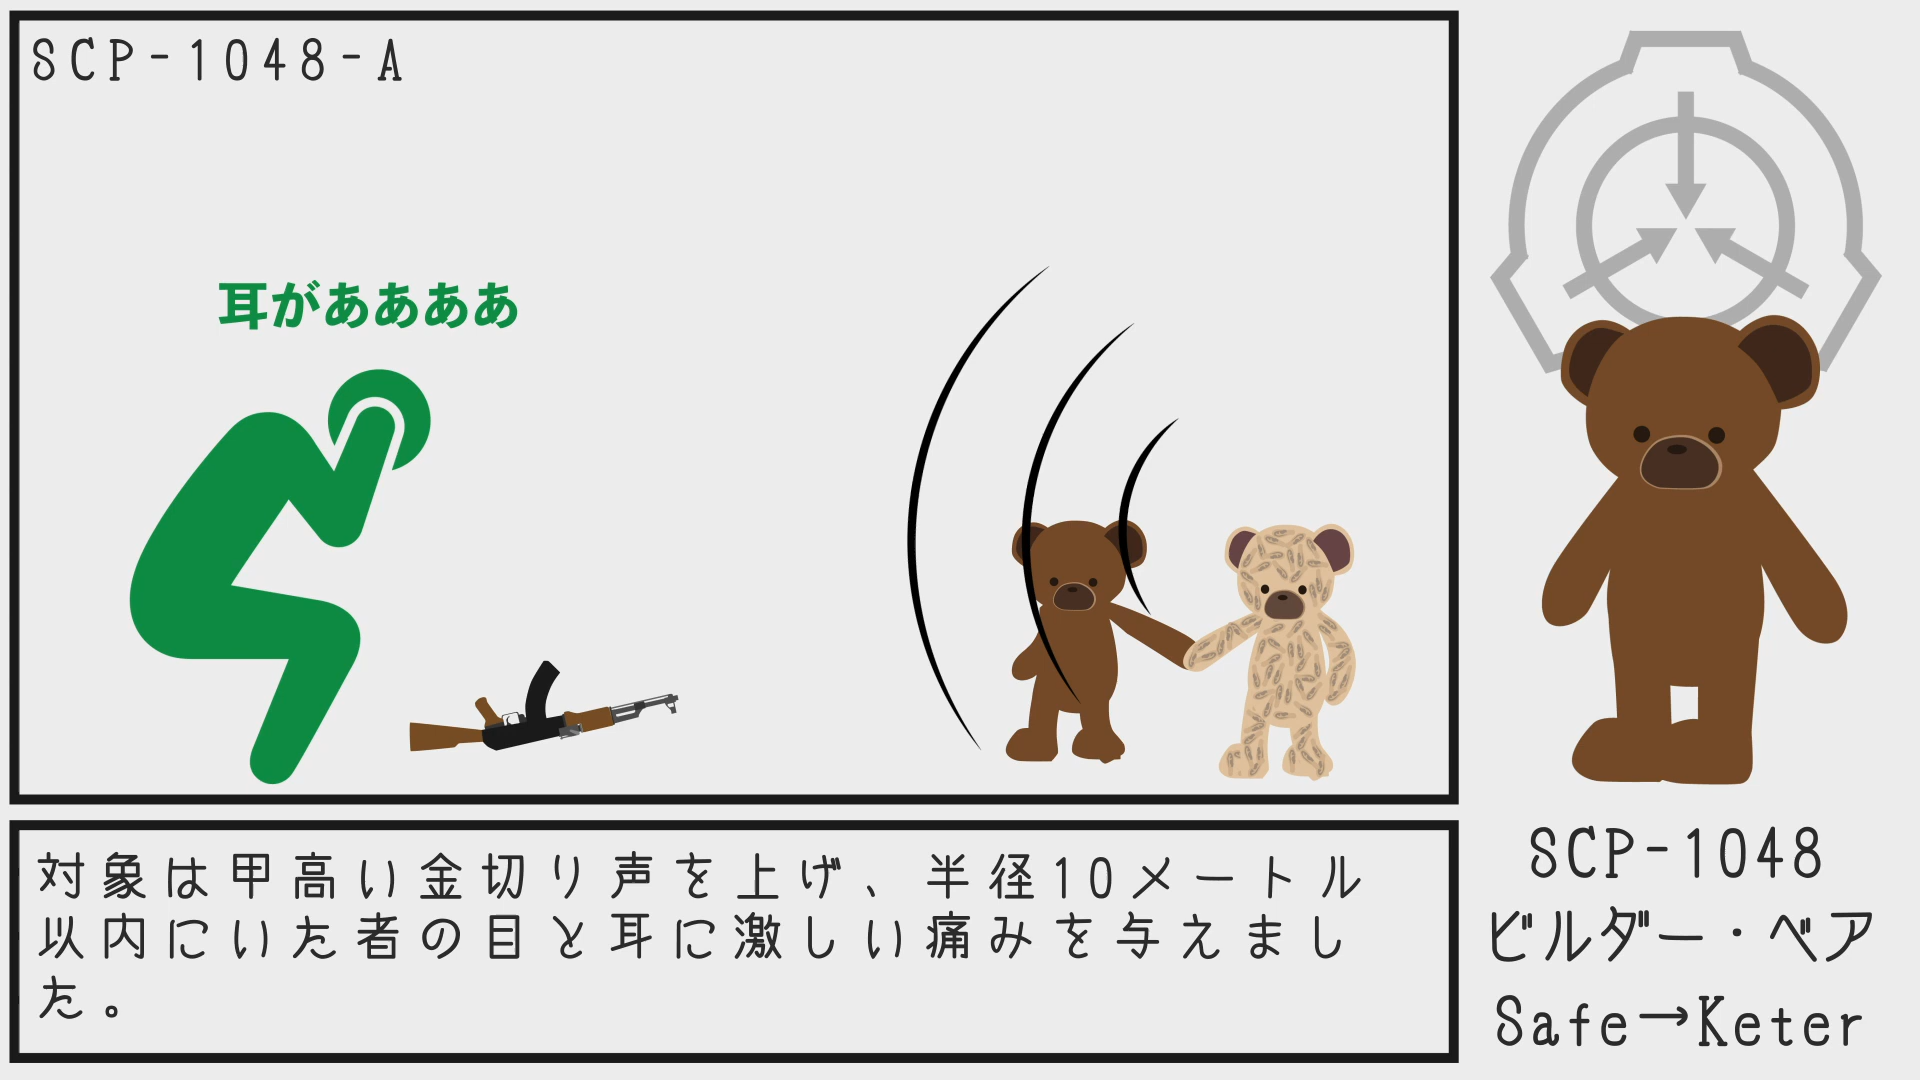 SCP-1048-A
耳がああああ
対象は甲高い金切り声を上げ、半径10メートル
以内にいた者の目と耳に激しい痛みを与えまし
た。
SCP-1048
ビルダー・ベア
Safe→Keter